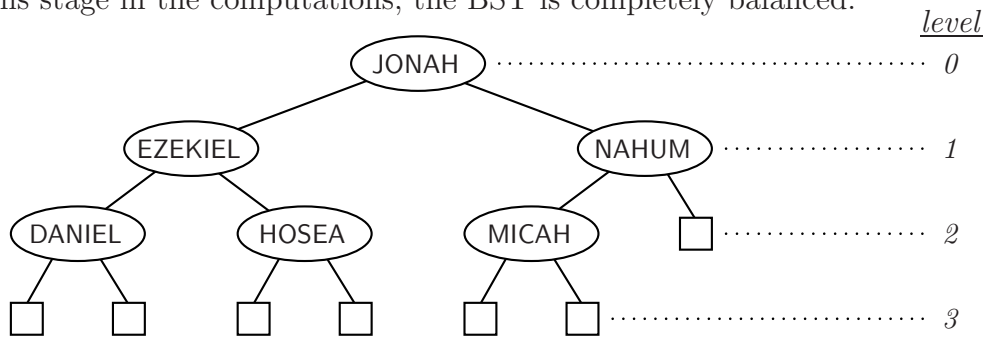 stage in the computations, the BST is completely balanced.
level
JONAH 0
EZEKIEL NAHUM 1
DANIEL HOSEA MICAH 2
3